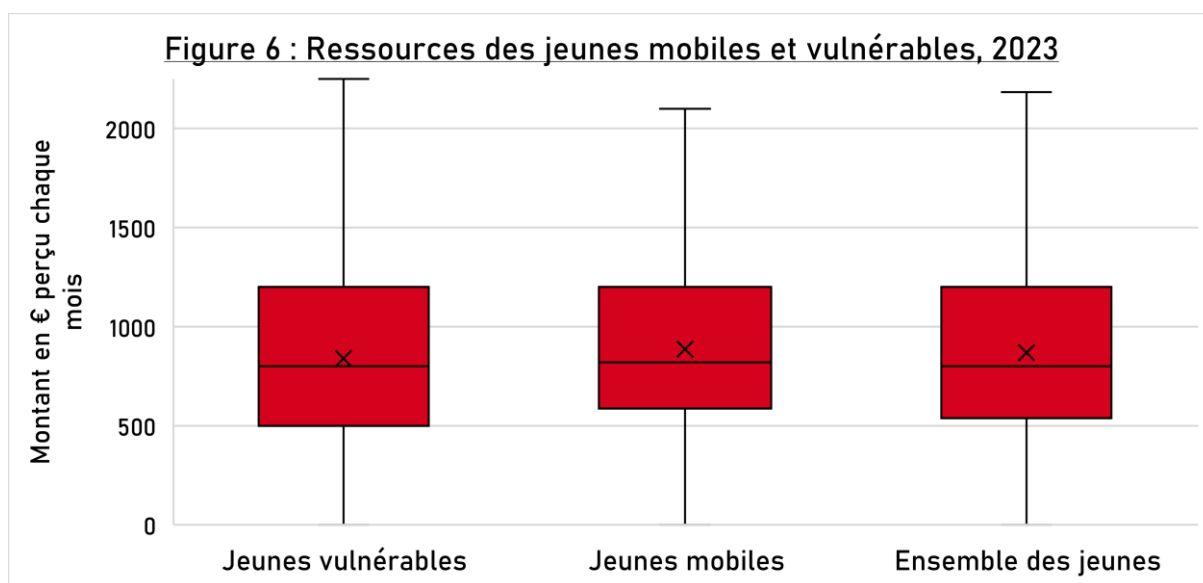 Figure 6 : Ressources des jeunes mobiles et vulnérables, 2023
Montant en € perçu chaque
mois
2000
1500
1000
500
0
Jeunes vulnérables
Jeunes mobiles
Ensemble des jeunes